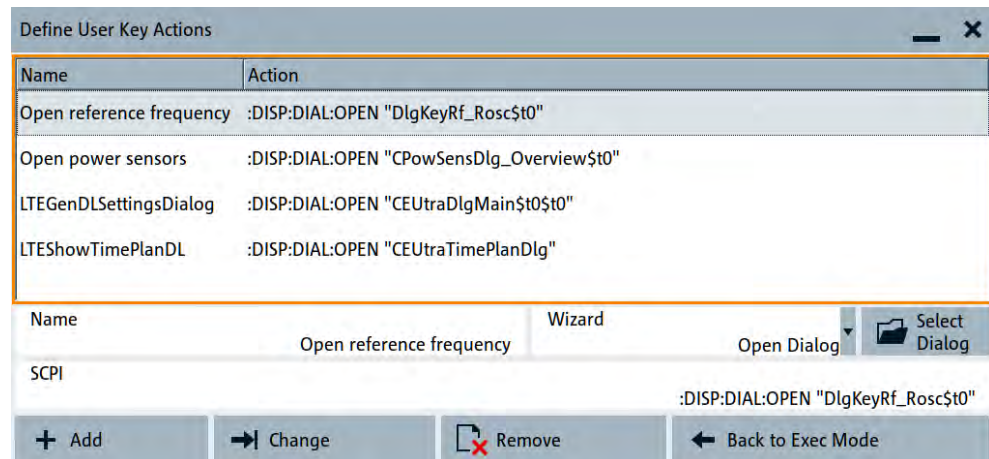 Define User Key Actions
Name Action
Open reference frequency :DISP:DIAL:OPEN "DlgKeyRf_Rosc$t0"
Open power sensors :DISP:DIAL:OPEN "CPowSensDlg_Overview$t0"
LTEGenDLSettingsDialog :DISP:DIAL:OPEN "CEUtraDlgMain$t0$t0"
LTEShowTimePlanDL :DISP:DIAL:OPEN "CEUtraTimePlanDlg"
Name Wizard Select
Open reference frequency Open Dialog Dialog
SCPI
:DISP:DIAL:OPEN "DlgKeyRf_Rosc$t0"
Add Change Remove Back to Exec Mode